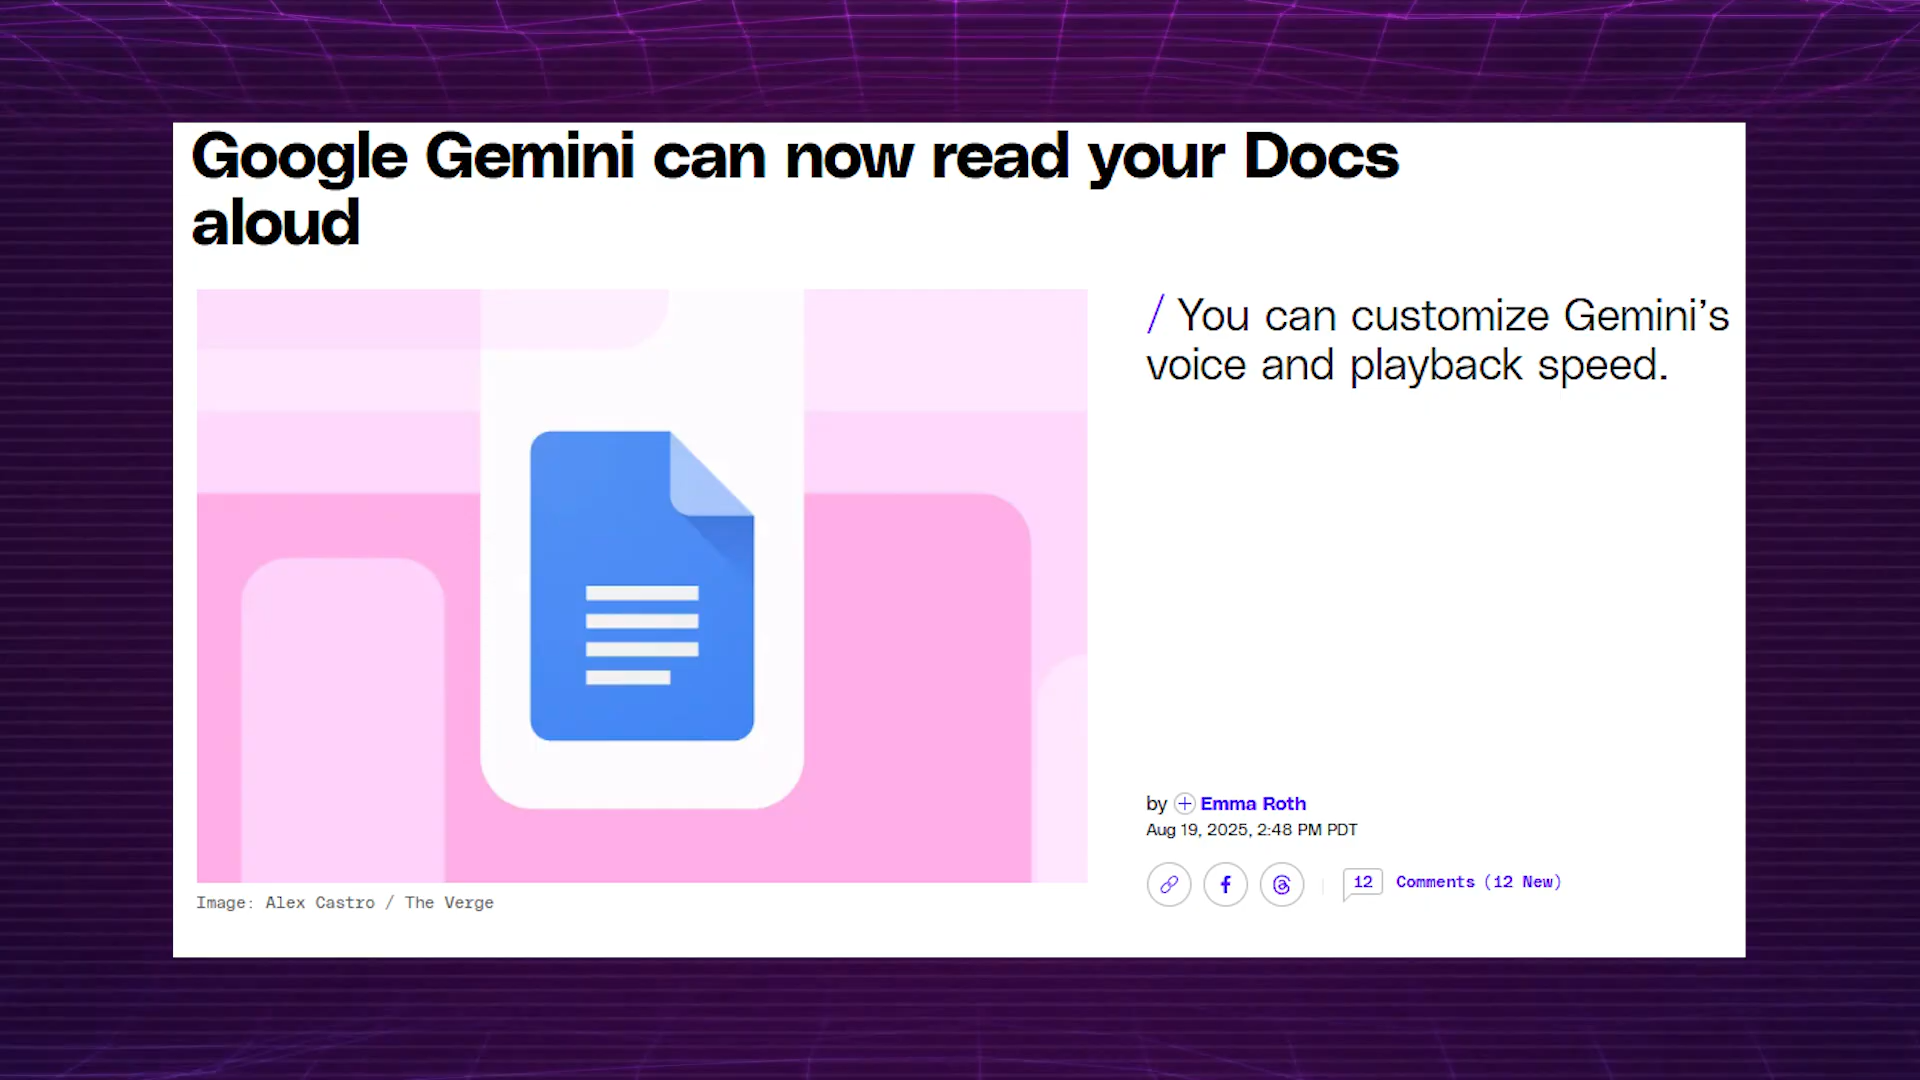 Google Gemini can now read your Docs
aloud
/ You can customize Gemini’s
voice and playback speed.
by Emma Roth
Aug 19, 2025, 2:48 PM PDT
12 Comments (12 New)
Image: Alex Castro / The Verge